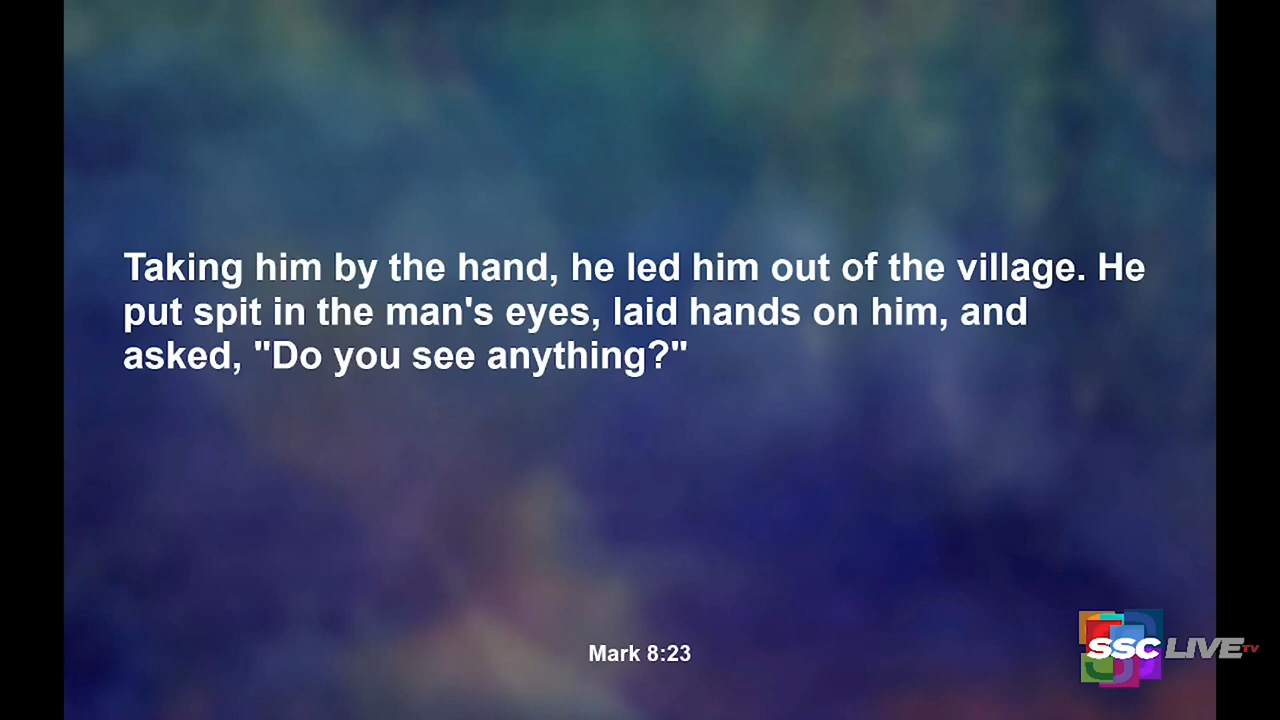 Taking him by the hand, he led him out of the village. He
put spit in the man's eyes, laid hands on him, and
asked, "Do you see anything?"
Mark 8:23
SSC LIVE TV